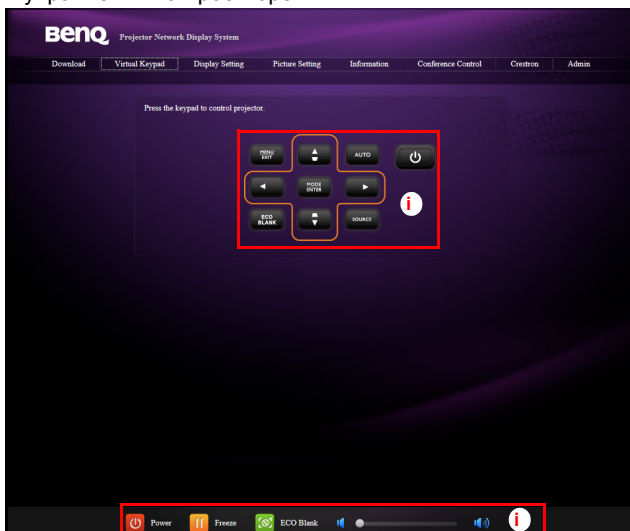 BenQ Projector Network Display System
Download Virtual Keypad Display Setting Picture Setting Information Conference Control Crestron Admin
Press the keypad to control projector.
MENU EXIT AUTO
MODE ENTER
i
ECO BLANK SOURCE
Power Freeze ECO Blank i